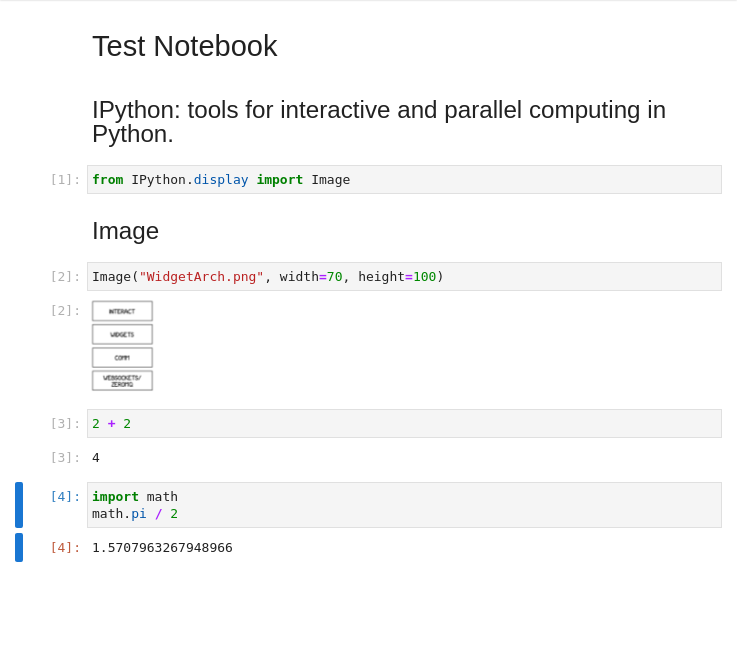 Test Notebook
IPython: tools for interactive and parallel computing in
Python.
[1]: from IPython.display import Image
Image
[2]: Image("WidgetArch.png", width=70, height=100)
[2]:
INTERACT
WIDGETS
COMM
WEBSOCKETS/
ZEROMQ
[3]: 2 + 2
[3]: 4
[4]: import math
math.pi / 2
[4]: 1.5707963267948966